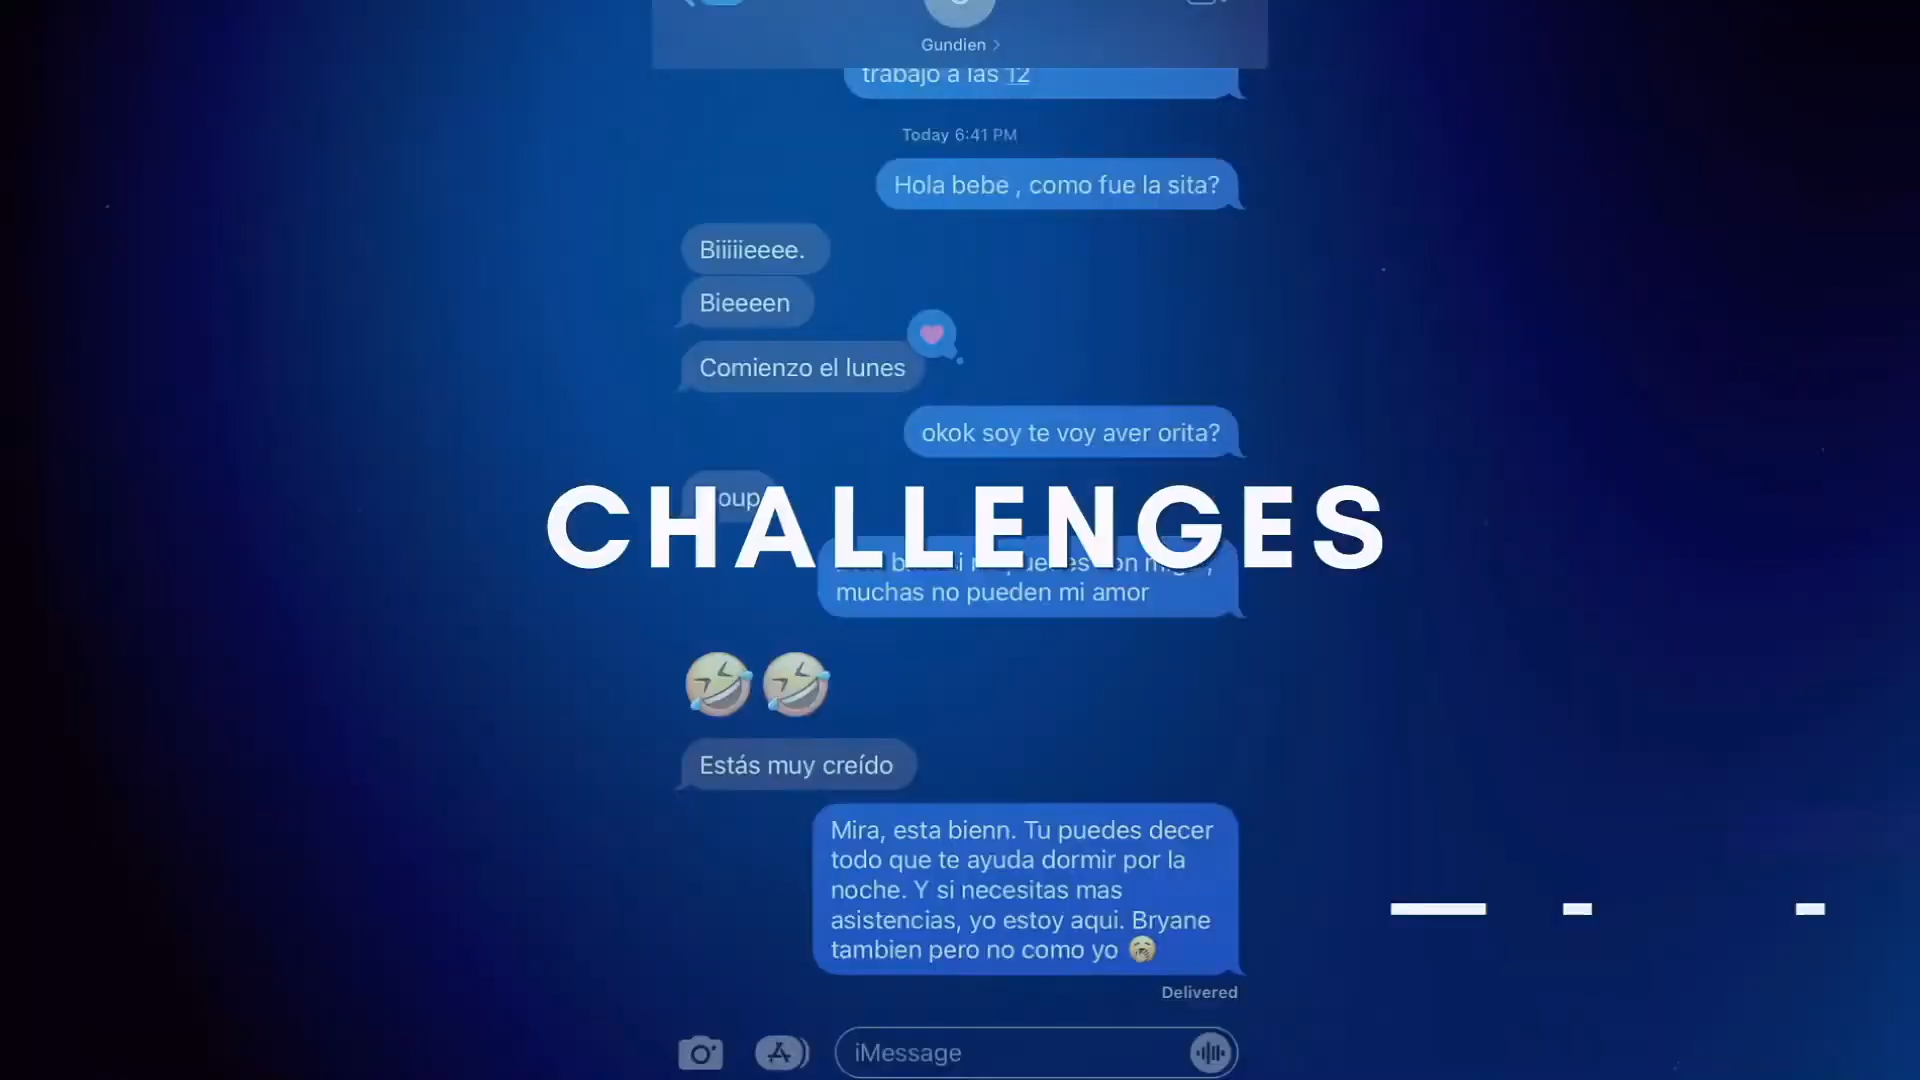 Gundien
trabajo a las 12
Today 6:41 PM
Hola bebe , como fue la sita?
Biiiiieeee.
Bieeeen
Comienzo el lunes
okok soy te voy aver orita?
CHALLENGES
muchas no pueden mi amor
Estás muy creído
Mira, esta bienn. Tu puedes decer
todo que te ayuda dormir por la
noche. Y si necesitas mas
asistencias, yo estoy aqui. Bryane
tambien pero no como yo 🥱
Delivered
iMessage